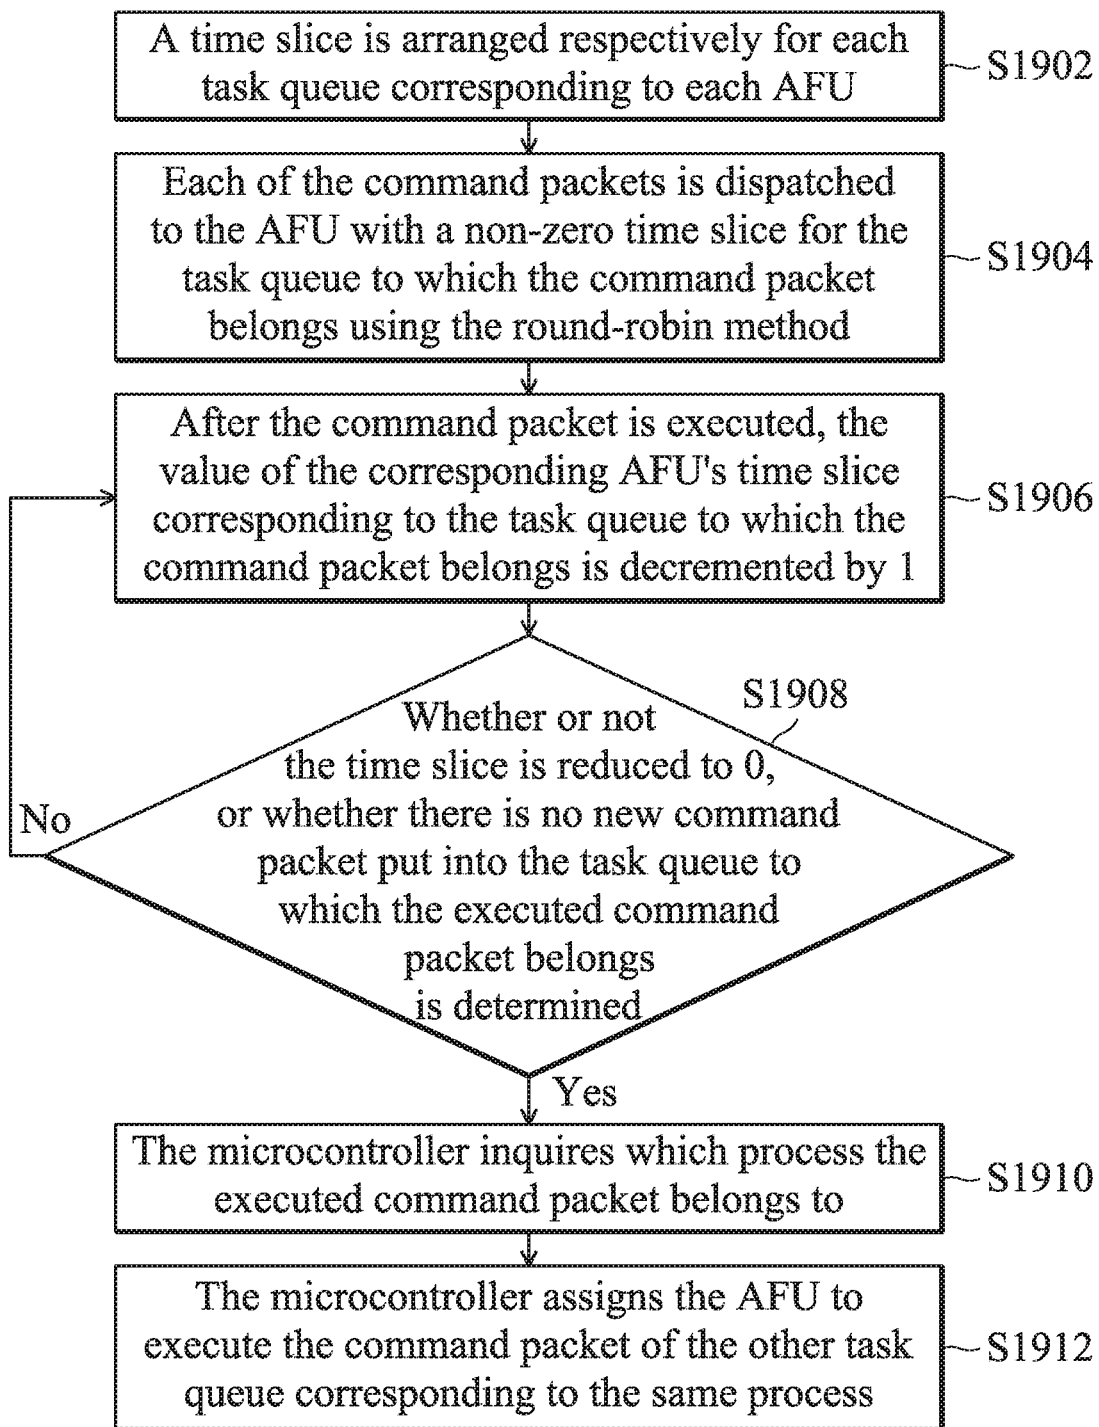 A time slice is arranged respectively for each
task queue corresponding to each AFU
S1902
Each of the command packets is dispatched
to the AFU with a non-zero time slice for the
task queue to which the command packet
belongs using the round-robin method
S1904
After the command packet is executed, the
value of the corresponding AFU's time slice
corresponding to the task queue to which the
command packet belongs is decremented by 1
S1906
S1908
Whether or not
the time slice is reduced to 0,
or whether there is no new command
packet put into the task queue to
which the executed command
packet belongs
is determined
No
Yes
The microcontroller inquires which process the
executed command packet belongs to
S1910
The microcontroller assigns the AFU to
execute the command packet of the other task
queue corresponding to the same process
S1912